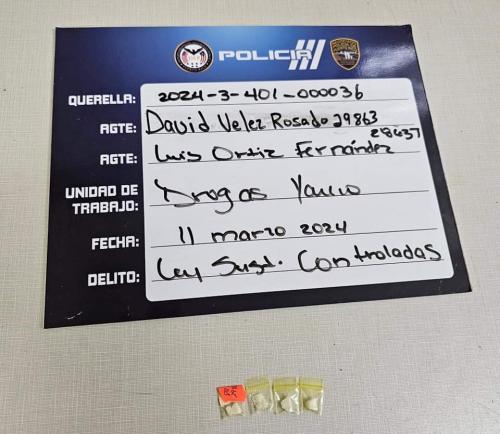 POLICIA
QUERELLA: 2024-3-401-000036
AGTE: David Velez Rosado 29863
28637
AGTE: Luis Ortiz Fernández
UNIDAD DE TRABAJO: Drogas Yauco
FECHA: 11 marzo 2024
DELITO: Ley Sust. Controladas